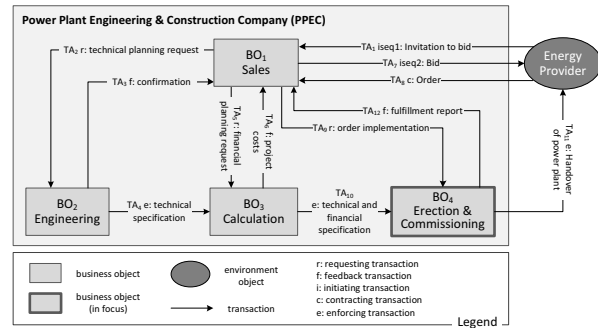 Power Plant Engineering & Construction Company (PPEC)
TA2 r: technical planning request
BO1
Sales
TA1 iseq1: Invitation to bid
TA7 iseq2: Bid
TA8 c: Order
Energy
Provider
TA3 f: confirmation
TA5 r: financial
planning request
TA6 f: project
costs
TA12 f: fulfillment report
TA9 r: order implementation
TA11 e: Handover
of power plant
BO2
Engineering
TA4 e: technical
specification
BO3
Calculation
TA10
e: technical and
financial
specification
BO4
Erection &
Commissioning
business object
business object
(in focus)
environment
object
transaction
r: requesting transaction
f: feedback transaction
i: initiating transaction
c: contracting transaction
e: enforcing transaction
Legend